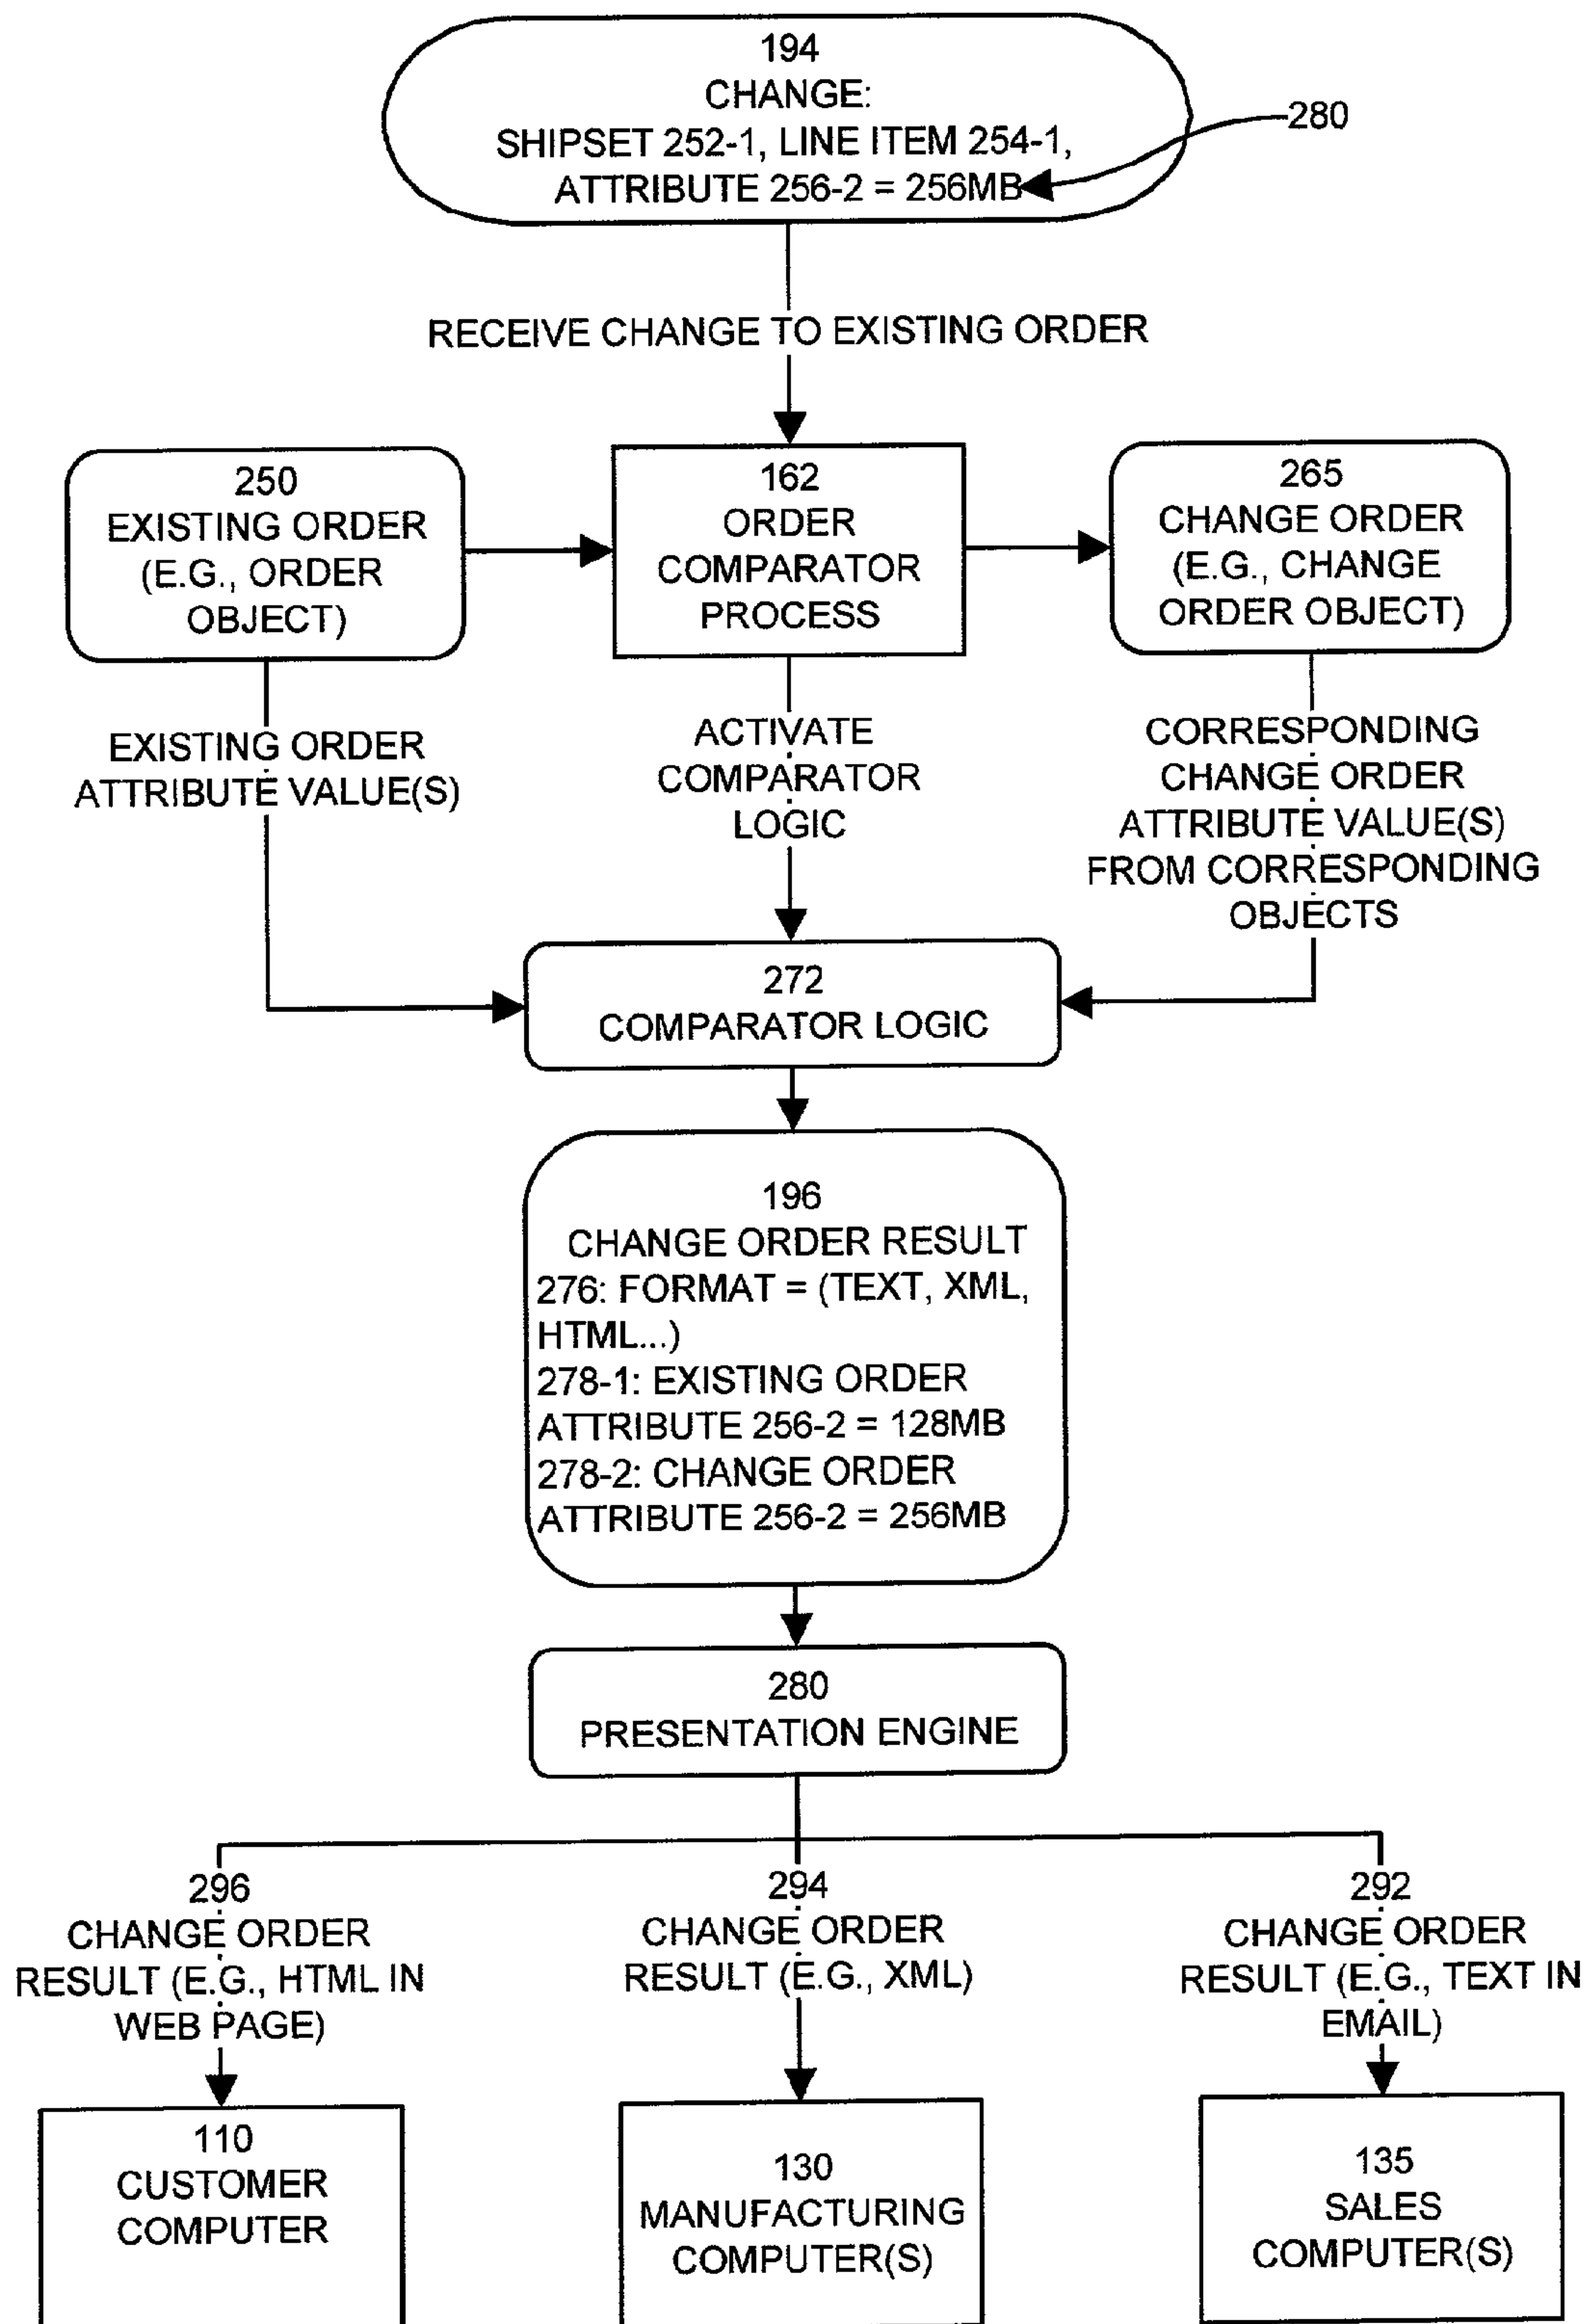 194
CHANGE:
SHIPSET 252-1, LINE ITEM 254-1,
ATTRIBUTE 256-2 = 256MB
280
RECEIVE CHANGE TO EXISTING ORDER
250
EXISTING ORDER
(E.G., ORDER
OBJECT)
162
ORDER
COMPARATOR
PROCESS
265
CHANGE ORDER
(E.G., CHANGE
ORDER OBJECT)
EXISTING ORDER
ATTRIBUTE VALUE(S)
ACTIVATE
COMPARATOR
LOGIC
CORRESPONDING
CHANGE ORDER
ATTRIBUTE VALUE(S)
FROM CORRESPONDING
OBJECTS
272
COMPARATOR LOGIC
196
CHANGE ORDER RESULT
276: FORMAT = (TEXT, XML,
HTML...)
278-1: EXISTING ORDER
ATTRIBUTE 256-2 = 128MB
278-2: CHANGE ORDER
ATTRIBUTE 256-2 = 256MB
280
PRESENTATION ENGINE
296
CHANGE ORDER
RESULT (E.G., HTML IN
WEB PAGE)
294
CHANGE ORDER
RESULT (E.G., XML)
292
CHANGE ORDER
RESULT (E.G., TEXT IN
EMAIL)
110
CUSTOMER
COMPUTER
130
MANUFACTURING
COMPUTER(S)
135
SALES
COMPUTER(S)